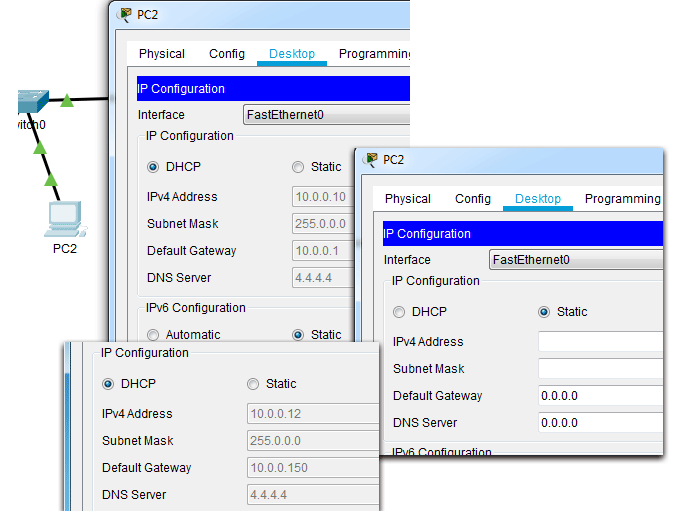 PC2
Physical Config Desktop Programming
IP Configuration
Interface FastEthernet0
IP Configuration
DHCP Static
IPv4 Address 10.0.0.10
Subnet Mask 255.0.0.0
Default Gateway 10.0.0.1
DNS Server 4.4.4.4
IPv6 Configuration
Automatic Static
witch0
PC2
PC2
Physical Config Desktop Programming
IP Configuration
Interface FastEthernet0
IP Configuration
DHCP Static
IPv4 Address
Subnet Mask
Default Gateway 0.0.0.0
DNS Server 0.0.0.0
IPv6 Configuration
IP Configuration
DHCP Static
IPv4 Address 10.0.0.12
Subnet Mask 255.0.0.0
Default Gateway 10.0.0.150
DNS Server 4.4.4.4